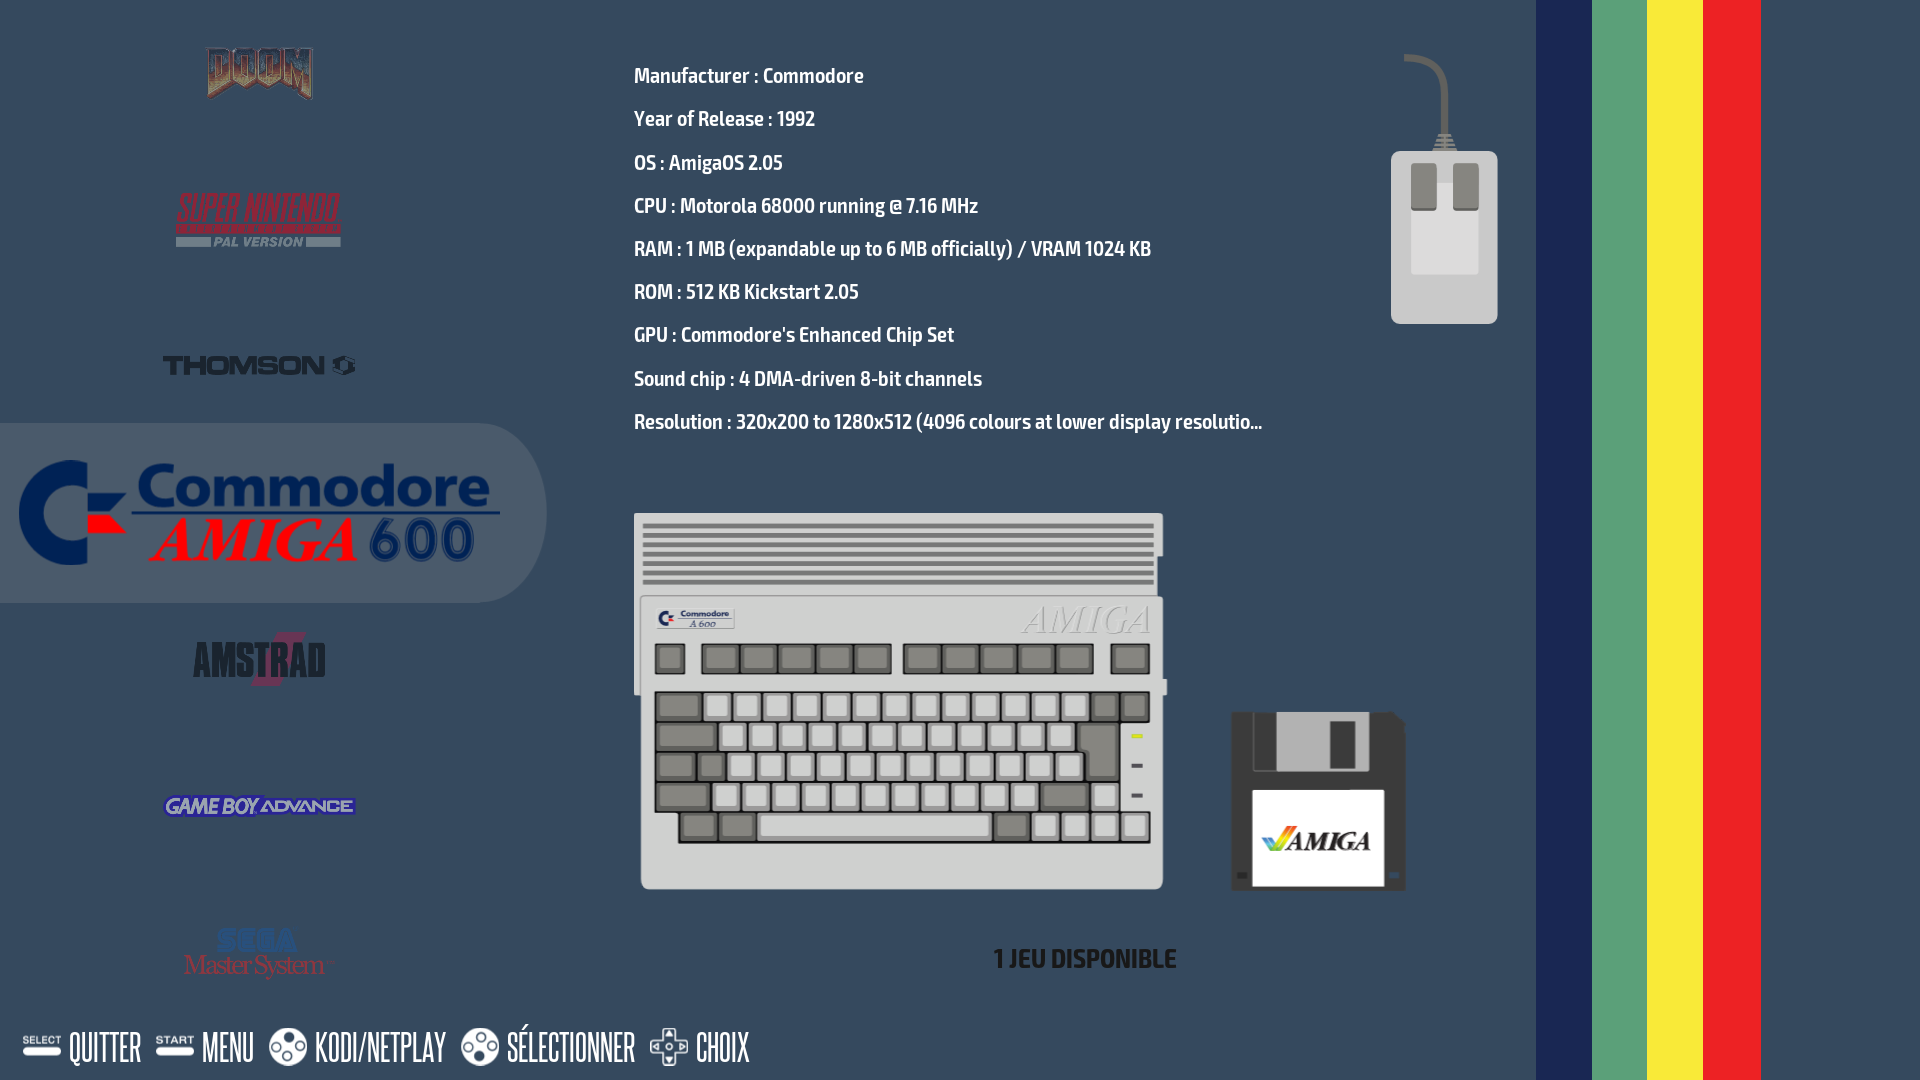 DOOM
SUPER NINTENDO
PAL VERSION
THOMSON
Commodore
AMIGA 600
AMSTRAD
GAME BOY ADVANCE
SEGA
Master System
Manufacturer : Commodore
Year of Release : 1992
OS : AmigaOS 2.05
CPU : Motorola 68000 running @ 7.16 MHz
RAM : 1 MB (expandable up to 6 MB officially) / VRAM 1024 KB
ROM : 512 KB Kickstart 2.05
GPU : Commodore's Enhanced Chip Set
Sound chip : 4 DMA-driven 8-bit channels
Resolution : 320x200 to 1280x512 (4096 colours at lower display resolutio...
Commodore
A 600
AMIGA
AMIGA
1 JEU DISPONIBLE
SELECT QUITTER START MENU KODI/NETPLAY SÉLECTIONNER CHOIX